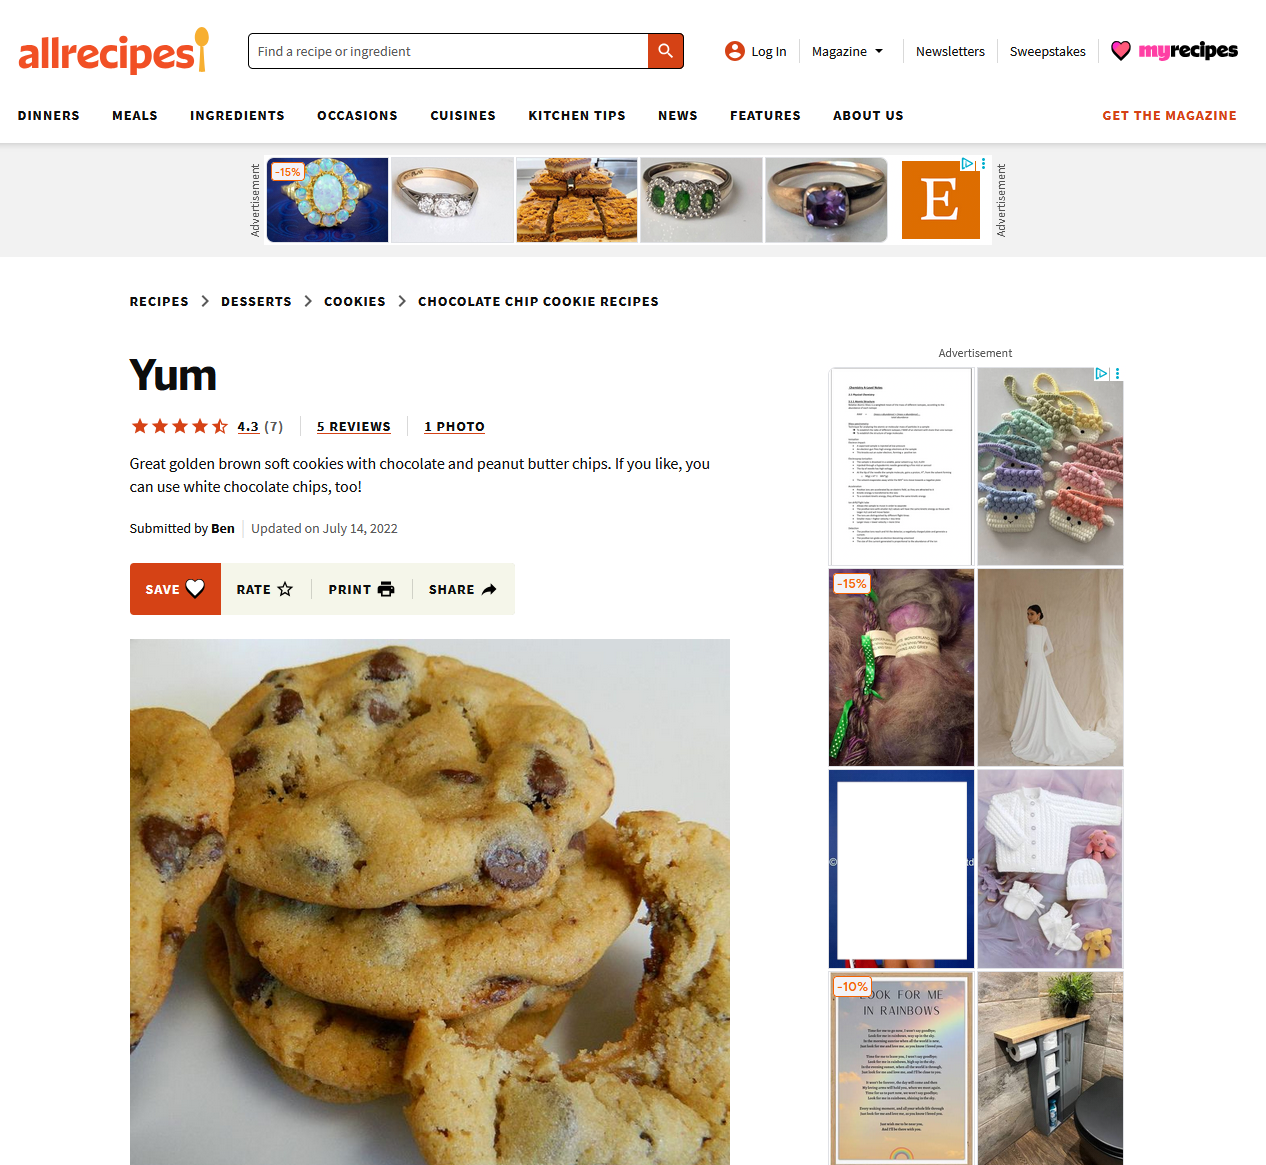 allrecipes
Find a recipe or ingredient
Log In
Magazine
Newsletters
Sweepstakes
myrecipes
DINNERS
MEALS
INGREDIENTS
OCCASIONS
CUISINES
KITCHEN TIPS
NEWS
FEATURES
ABOUT US
GET THE MAGAZINE
Advertisement
-15%
E
Advertisement
RECIPES
DESSERTS
COOKIES
CHOCOLATE CHIP COOKIE RECIPES
Yum
4.3 (7)
5 REVIEWS
1 PHOTO
Great golden brown soft cookies with chocolate and peanut butter chips. If you like, you
can use white chocolate chips, too!
Submitted by Ben
Updated on July 14, 2022
SAVE
RATE
PRINT
SHARE
Advertisement
-15%
©
td
-10%
LOOK FOR ME
IN RAINBOWS